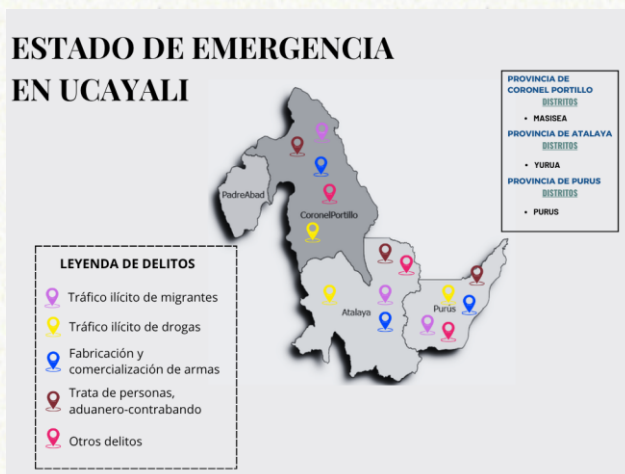 ESTADO DE EMERGENCIA
EN UCAYALI
PROVINCIA DE
CORONEL PORTILLO
DISTRITOS
• MASISEA
PROVINCIA DE ATALAYA
DISTRITOS
• YURUA
PROVINCIA DE PURUS
DISTRITOS
• PURUS
PadreAbad
CoronelPortillo
Atalaya
Purús
LEYENDA DE DELITOS
Tráfico ilícito de migrantes
Tráfico ilícito de drogas
Fabricación y
comercialización de armas
Trata de personas,
aduanero-contrabando
Otros delitos